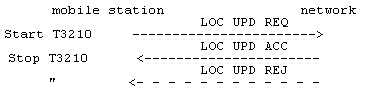 mobile station network
LOC UPD REQ
Start T3210 ------------------------>
LOC UPD ACC
Stop T3210 <------------------------
LOC UPD REJ
" <- - - - - - - - - - - -